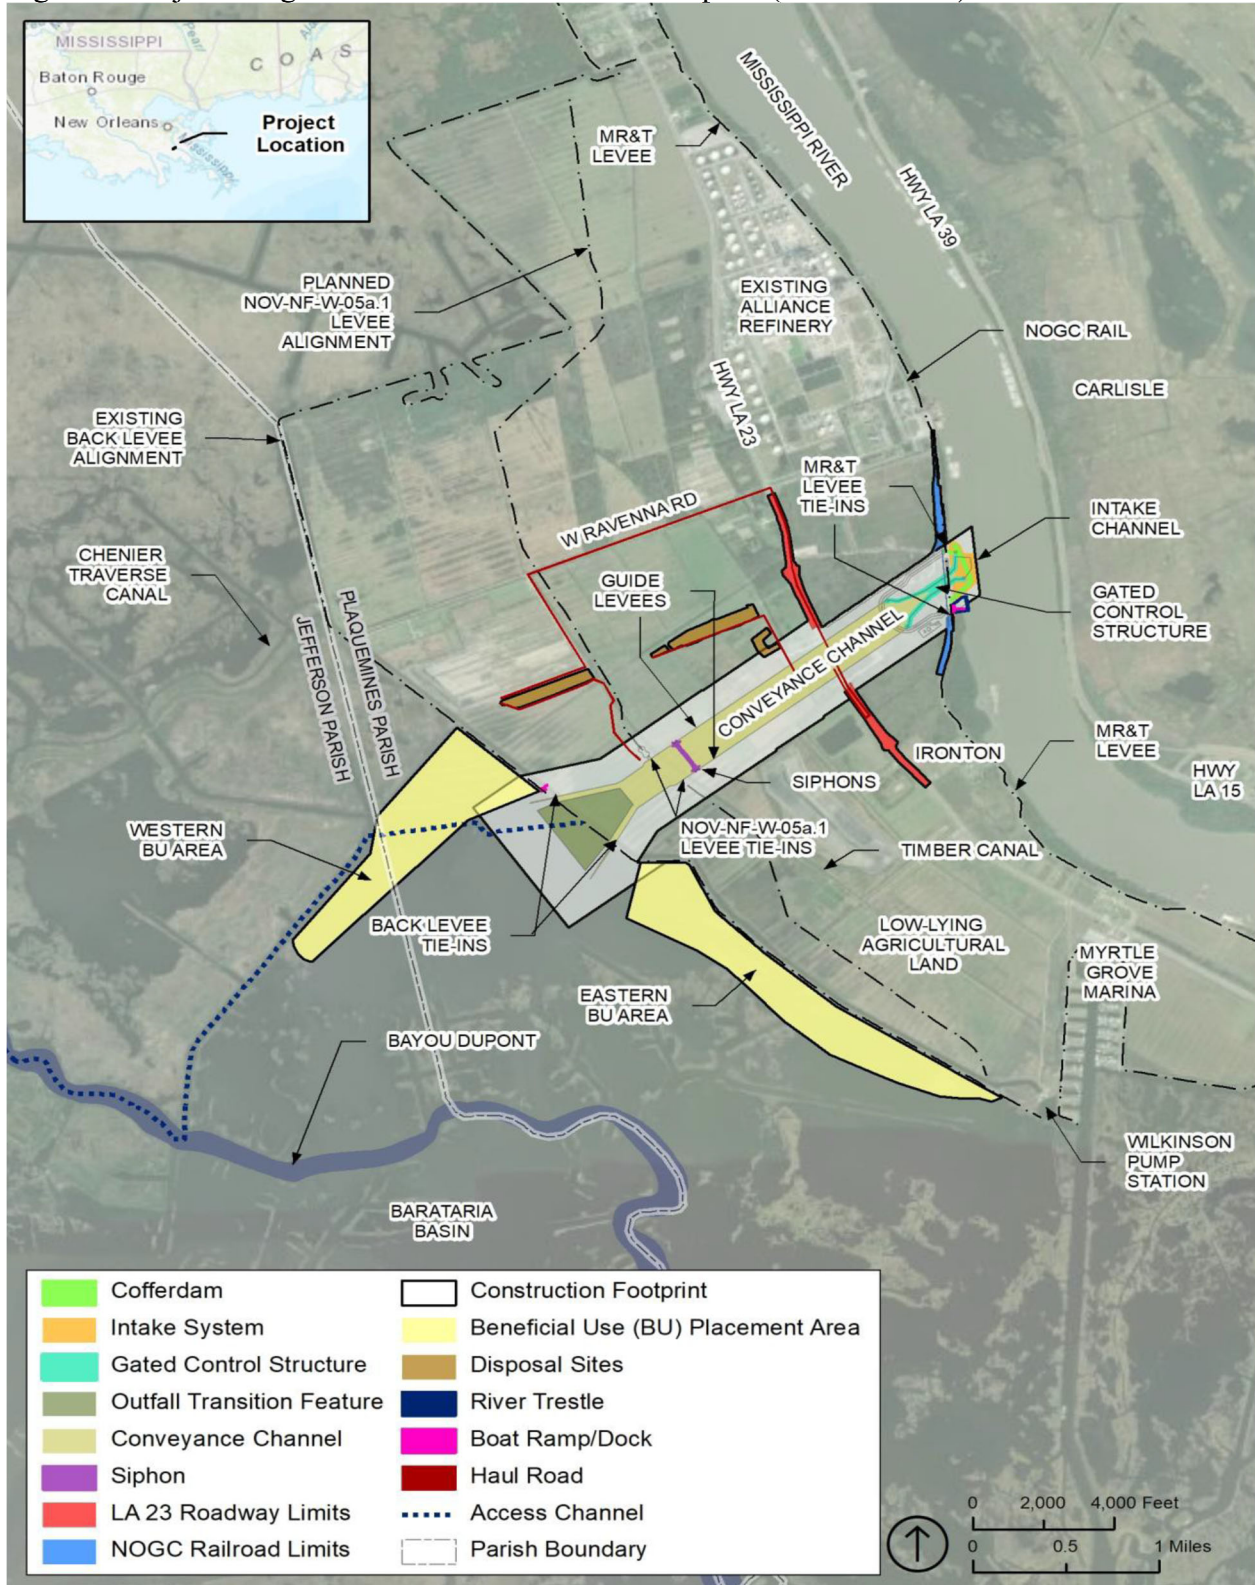 MISSISSIPPI
Pearl
COAS
Baton Rouge
New Orleans
Mississippi
Project
Location
MR&T
LEVEE
MISSISSIPPI RIVER
HWY LA 39
PLANNED
NOV-NF-W-05a.1
LEVEE
ALIGNMENT
EXISTING
ALLIANCE
REFINERY
NOGC RAIL
HWY LA 23
CARLISLE
EXISTING
BACK LEVEE
ALIGNMENT
MR&T
LEVEE
TIE-INS
W RAVENNA RD
INTAKE
CHANNEL
CHENIER
TRAVERSE
CANAL
GUIDE
LEVEES
GATED
CONTROL
STRUCTURE
PLAQUEMINES PARISH
JEFFERSON PARISH
CONVEYANCE CHANNEL
IRONTON
MR&T
LEVEE
SIPHONS
HWY
LA 15
WESTERN
BU AREA
NOV-NF-W-05a.1
LEVEE TIE-INS
TIMBER CANAL
BACK LEVEE
TIE-INS
LOW-LYING
AGRICULTURAL
LAND
MYRTLE
GROVE
MARINA
EASTERN
BU AREA
BAYOU DUPONT
WILKINSON
PUMP
STATION
BARATARIA
BASIN
Cofferdam
Intake System
Gated Control Structure
Outfall Transition Feature
Conveyance Channel
Siphon
LA 23 Roadway Limits
NOGC Railroad Limits
Construction Footprint
Beneficial Use (BU) Placement Area
Disposal Sites
River Trestle
Boat Ramp/Dock
Haul Road
Access Channel
Parish Boundary
0 2,000 4,000 Feet
0 0.5 1 Miles